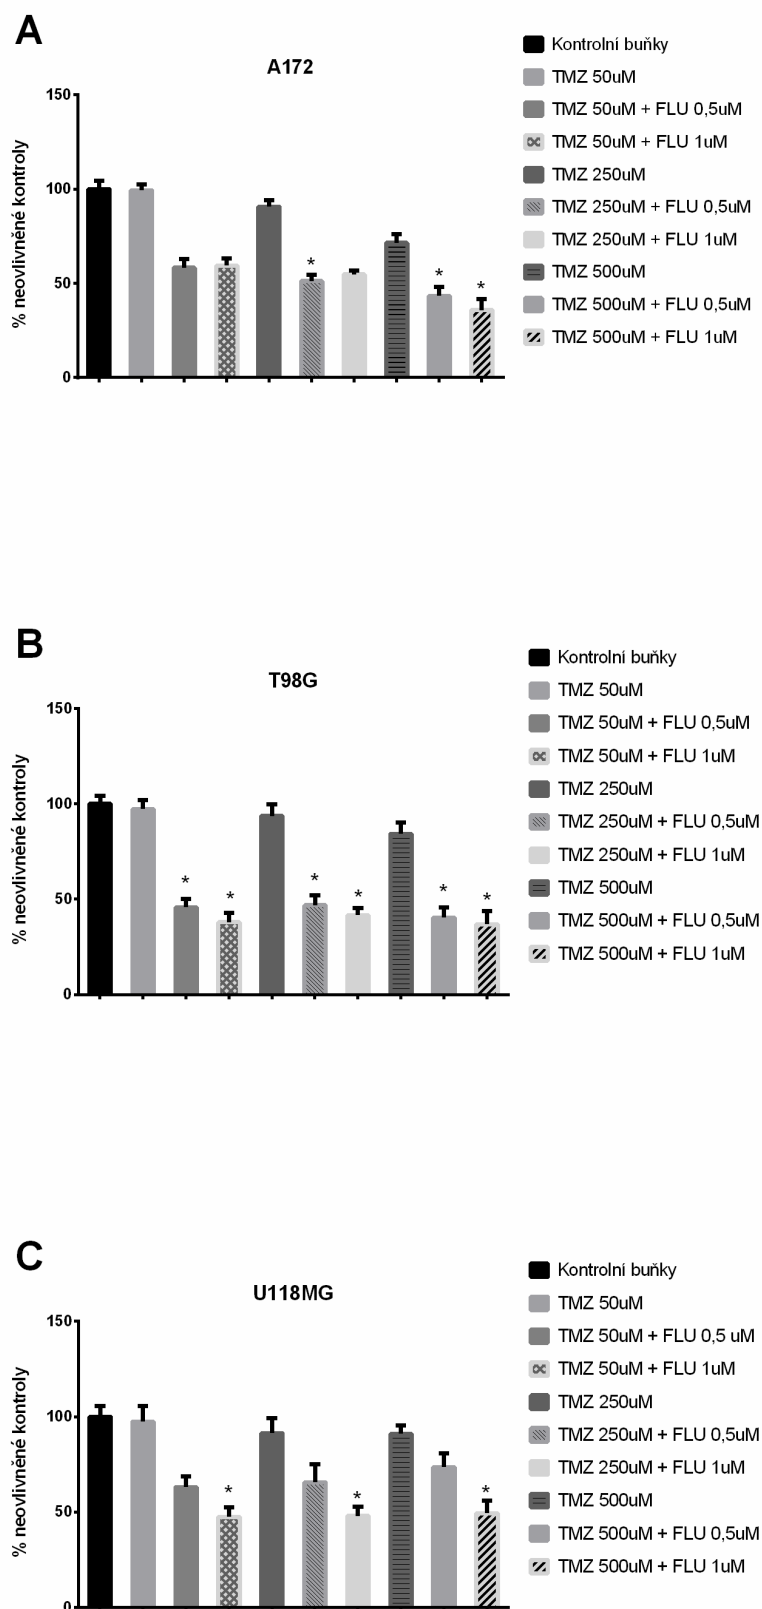 A
A172
% neovlivněné kontroly
150
100
50
0
*
*
*
Kontrolní buňky
TMZ 50uM
TMZ 50uM + FLU 0,5uM
TMZ 50uM + FLU 1uM
TMZ 250uM
TMZ 250uM + FLU 0,5uM
TMZ 250uM + FLU 1uM
TMZ 500uM
TMZ 500uM + FLU 0,5uM
TMZ 500uM + FLU 1uM
B
T98G
% neovlivněné kontroly
150
100
50
0
*
*
*
*
*
*
Kontrolní buňky
TMZ 50uM
TMZ 50uM + FLU 0,5uM
TMZ 50uM + FLU 1uM
TMZ 250uM
TMZ 250uM + FLU 0,5uM
TMZ 250uM + FLU 1uM
TMZ 500uM
TMZ 500uM + FLU 0,5uM
TMZ 500uM + FLU 1uM
C
U118MG
% neovlivněné kontroly
150
100
50
0
*
*
*
Kontrolní buňky
TMZ 50uM
TMZ 50uM + FLU 0,5 uM
TMZ 50uM + FLU 1uM
TMZ 250uM
TMZ 250uM + FLU 0,5uM
TMZ 250uM + FLU 1uM
TMZ 500uM
TMZ 500uM + FLU 0,5uM
TMZ 500uM + FLU 1uM